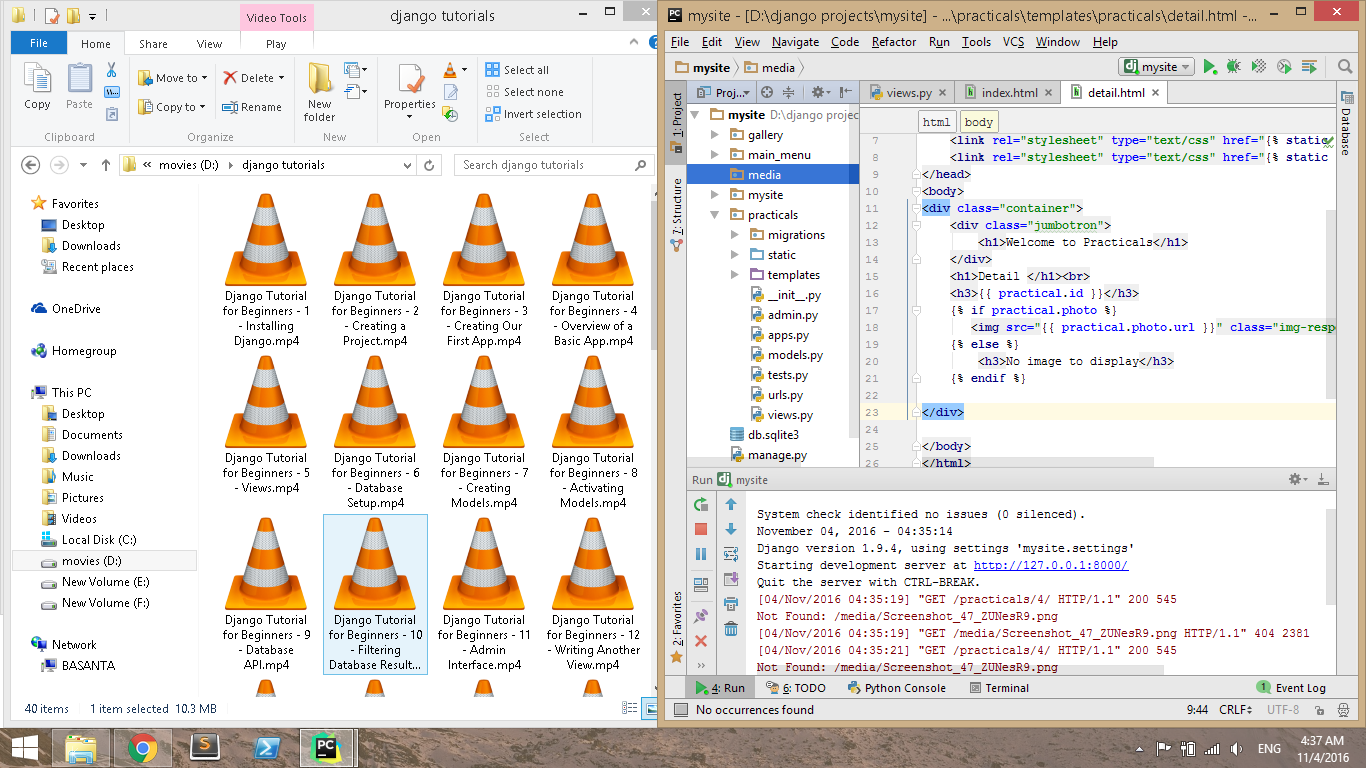 Video Tools
django tutorials
File
Home
Share
View
Play
Copy
Paste
Clipboard
Move to
Copy to
Delete
Rename
Organize
New folder
New
Properties
Open
Select all
Select none
Invert selection
Select
movies (D:)
django tutorials
Search django tutorials
Favorites
Desktop
Downloads
Recent places
OneDrive
Homegroup
This PC
Desktop
Documents
Downloads
Music
Pictures
Videos
Local Disk (C:)
movies (D:)
New Volume (E:)
New Volume (F:)
Network
BASANTA
Django Tutorial for Beginners - 1 - Installing Django.mp4
Django Tutorial for Beginners - 2 - Creating a Project.mp4
Django Tutorial for Beginners - 3 - Creating Our First App.mp4
Django Tutorial for Beginners - 4 - Overview of a Basic App.mp4
Django Tutorial for Beginners - 5 - Views.mp4
Django Tutorial for Beginners - 6 - Database Setup.mp4
Django Tutorial for Beginners - 7 - Creating Models.mp4
Django Tutorial for Beginners - 8 - Activating Models.mp4
Django Tutorial for Beginners - 9 - Database API.mp4
Django Tutorial for Beginners - 10 - Filtering Database Result...
Django Tutorial for Beginners - 11 - Admin Interface.mp4
Django Tutorial for Beginners - 12 - Writing Another View.mp4
40 items
1 item selected 10.3 MB
PC mysite - [D:\django projects\mysite] - ...\practicals\templates\practicals\detail.html -...
File Edit View Navigate Code Refactor Run Tools VCS Window Help
mysite
media
dj mysite
1: Project
Z: Structure
2: Favorites
Database
Proj...
views.py
index.html
detail.html
mysite D:\django projec
gallery
main_menu
media
mysite
practicals
migrations
static
templates
__init__.py
admin.py
apps.py
models.py
tests.py
urls.py
views.py
db.sqlite3
manage.py
html body
7 <link rel="stylesheet" type="text/css" href="{% static
8 <link rel="stylesheet" type="text/css" href="{% static
9 </head>
10 <body>
11 <div class="container">
12 <div class="jumbotron">
13 <h1>Welcome to Practicals</h1>
14 </div>
15 <h1>Detail </h1><br>
16 <h3>{{ practical.id }}</h3>
17 {% if practical.photo %}
18 <img src="{{ practical.photo.url }}" class="img-resp
19 {% else %}
20 <h3>No image to display</h3>
21 {% endif %}
22
23 </div>
24
25 </body>
26 </html>
Run dj mysite
System check identified no issues (0 silenced).
November 04, 2016 - 04:35:14
Django version 1.9.4, using settings 'mysite.settings'
Starting development server at http://127.0.0.1:8000/
Quit the server with CTRL-BREAK.
[04/Nov/2016 04:35:19] "GET /practicals/4/ HTTP/1.1" 200 545
Not Found: /media/Screenshot_47_ZUNesR9.png
[04/Nov/2016 04:35:19] "GET /media/Screenshot_47_ZUNesR9.png HTTP/1.1" 404 2381
[04/Nov/2016 04:35:21] "GET /practicals/4/ HTTP/1.1" 200 545
Not Found: /media/Screenshot_47_ZUNesR9.png
4: Run
6: TODO
Python Console
Terminal
1 Event Log
No occurrences found
9:44 CRLF UTF-8
ENG
4:37 AM
11/4/2016